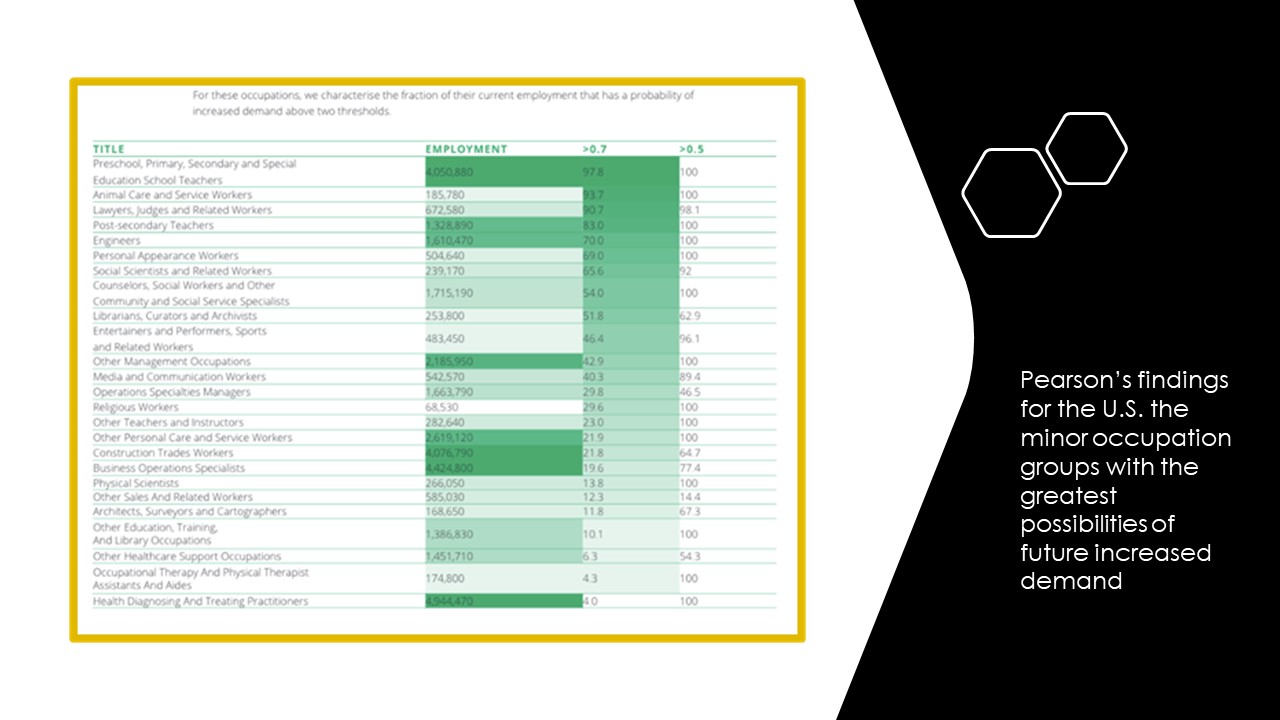 For these occupations, we characterise the fraction of their current employment that has a probability of
increased demand above two thresholds.
TITLE EMPLOYMENT >0.7 >0.5
Preschool, Primary, Secondary and Special
Education School Teachers 4,050,880 97.8 100
Animal Care and Service Workers 185,780 93.7 100
Lawyers, Judges and Related Workers 672,580 90.7 98.1
Post-secondary Teachers 1,328,890 83.0 100
Engineers 1,610,470 70.0 100
Personal Appearance Workers 504,640 69.0 100
Social Scientists and Related Workers 239,170 65.6 92
Counselors, Social Workers and Other
Community and Social Service Specialists 1,715,190 54.0 100
Librarians, Curators and Archivists 253,800 51.8 62.9
Entertainers and Performers, Sports
and Related Workers 483,450 46.4 96.1
Other Management Occupations 2,185,950 42.9 100
Media and Communication Workers 542,570 40.3 89.4
Operations Specialties Managers 1,663,790 29.8 46.5
Religious Workers 68,530 29.6 100
Other Teachers and Instructors 282,640 23.0 100
Other Personal Care and Service Workers 2,619,120 21.9 100
Construction Trades Workers 4,076,790 21.8 64.7
Business Operations Specialists 4,424,800 19.6 77.4
Physical Scientists 266,050 13.8 100
Other Sales And Related Workers 585,030 12.3 14.4
Architects, Surveyors and Cartographers 168,650 11.8 67.3
Other Education, Training,
And Library Occupations 1,386,830 10.1 100
Other Healthcare Support Occupations 1,451,710 6.3 54.3
Occupational Therapy And Physical Therapist
Assistants And Aides 174,800 4.3 100
Health Diagnosing And Treating Practitioners 4,944,470 4.0 100
Pearson’s findings
for the U.S. the
minor occupation
groups with the
greatest
possibilities of
future increased
demand